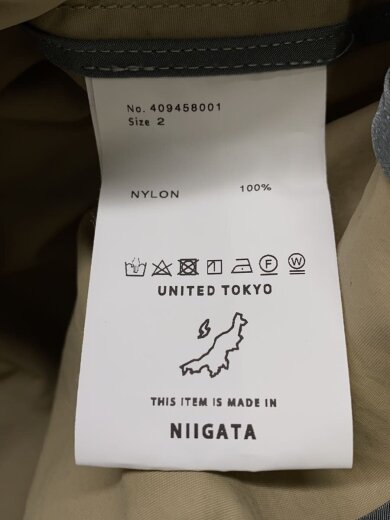 No. 409458001
Size 2
NYLON 100%
F W
UNITED TOKYO
THIS ITEM IS MADE IN
NIIGATA